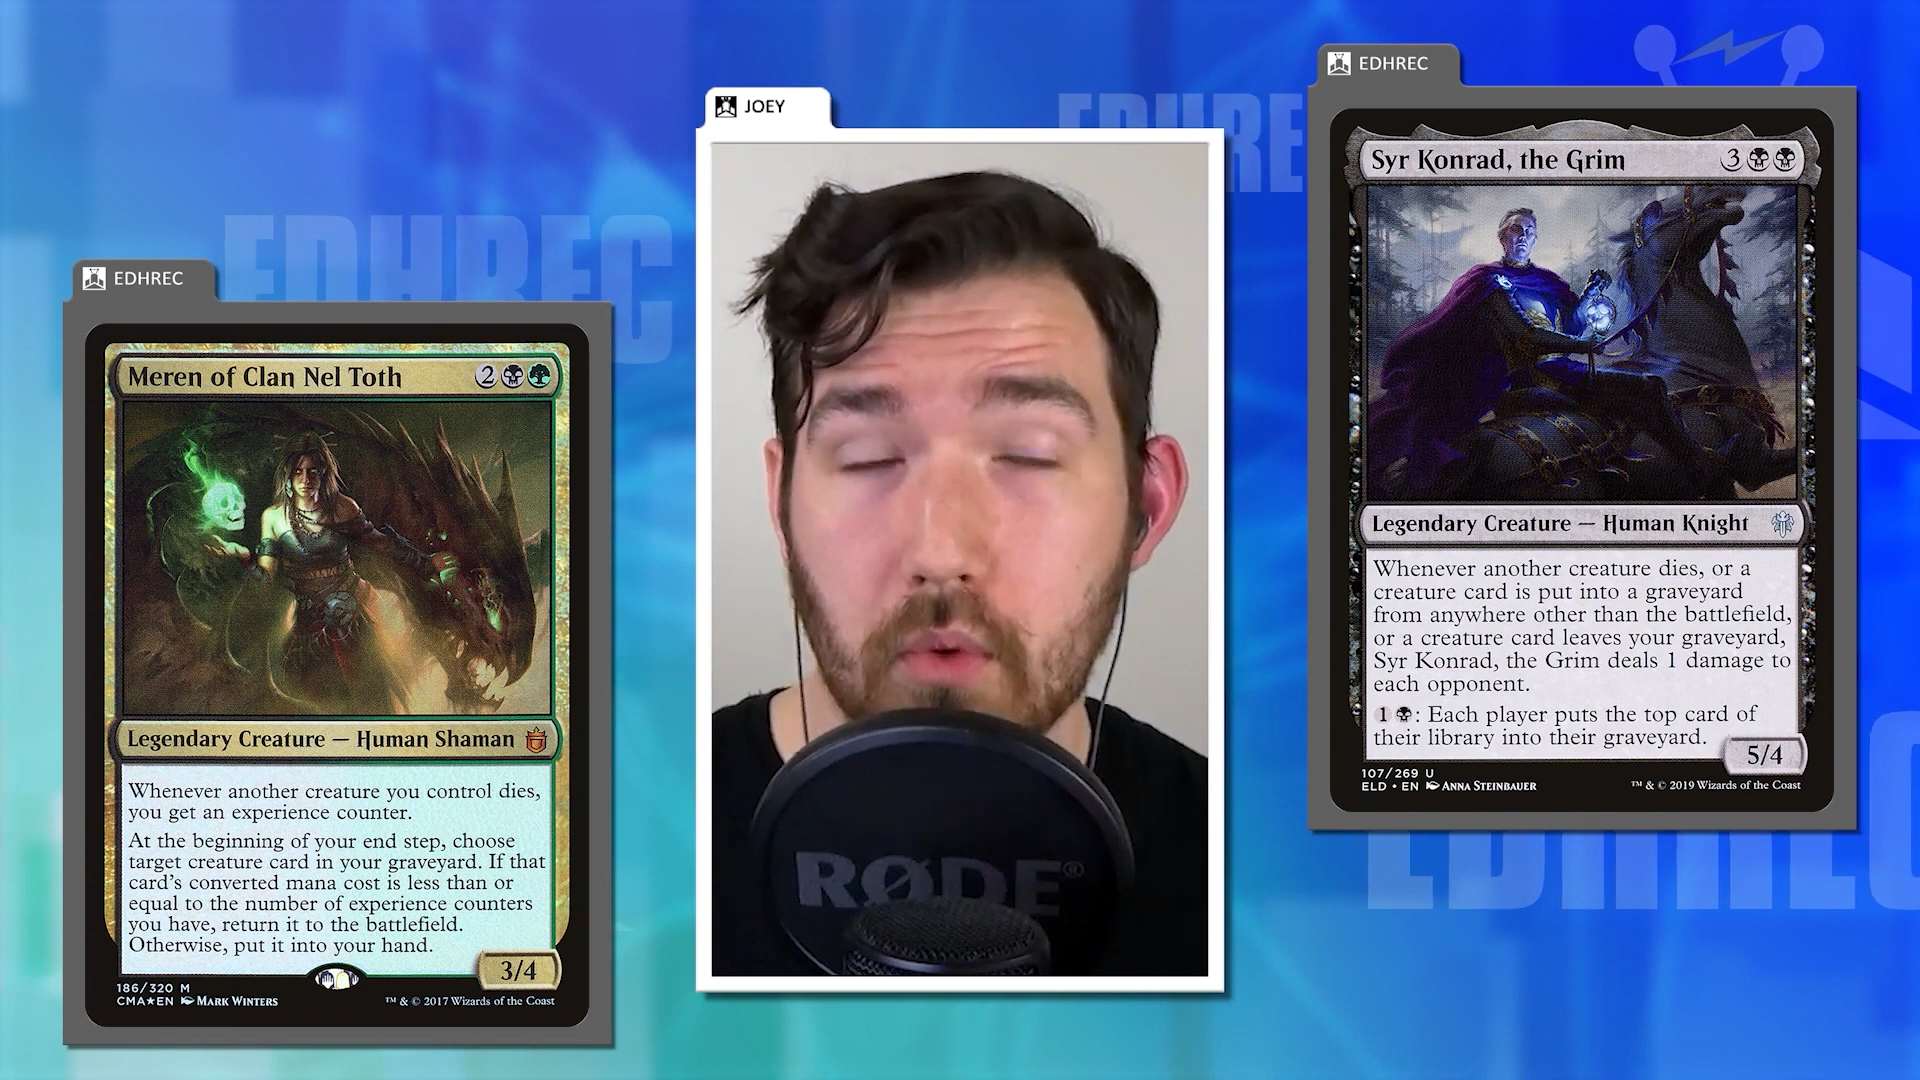 EDHREC
Meren of Clan Nel Toth
2
Legendary Creature — Human Shaman
Whenever another creature you control dies,
you get an experience counter.
At the beginning of your end step, choose
target creature card in your graveyard. If that
card's converted mana cost is less than or
equal to the number of experience counters
you have, return it to the battlefield.
Otherwise, put it into your hand.
3/4
186/320 M
CMA★EN Mark Winters
™ & © 2017 Wizards of the Coast
JOEY
RØDE®
EDHREC
Syr Konrad, the Grim
3
Legendary Creature — Human Knight
Whenever another creature dies, or a
creature card is put into a graveyard
from anywhere other than the battlefield,
or a creature card leaves your graveyard,
Syr Konrad, the Grim deals 1 damage to
each opponent.
1 : Each player puts the top card of
their library into their graveyard.
5/4
107/269 U
ELD • EN Anna Steinbauer
™ & © 2019 Wizards of the Coast
EDHREC
EDHRE
EDHREC